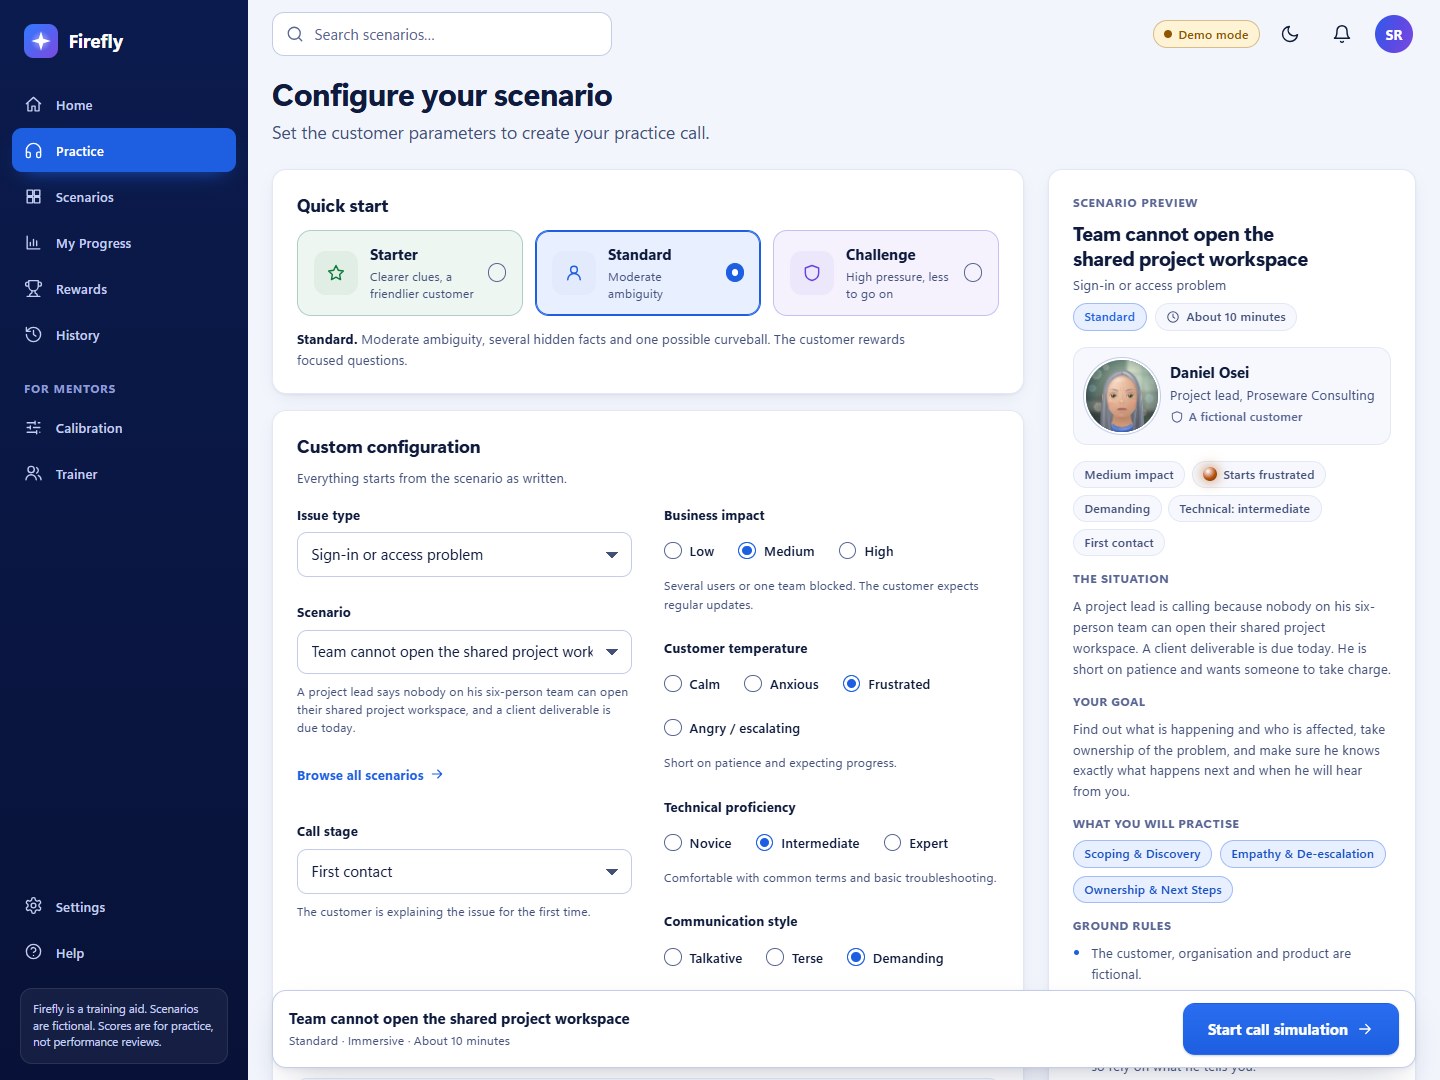 Firefly
Home
Practice
Scenarios
My Progress
Rewards
History
FOR MENTORS
Calibration
Trainer
Settings
Help
Firefly is a training aid. Scenarios
are fictional. Scores are for practice,
not performance reviews.
Search scenarios...
Demo mode
SR
Configure your scenario
Set the customer parameters to create your practice call.
Quick start
Starter
Clearer clues, a
friendlier customer
Standard
Moderate
ambiguity
Challenge
High pressure, less
to go on
Standard. Moderate ambiguity, several hidden facts and one possible curveball. The customer rewards
focused questions.
Custom configuration
Everything starts from the scenario as written.
Issue type
Sign-in or access problem
Scenario
Team cannot open the shared project work
A project lead says nobody on his six-person team can open
their shared project workspace, and a client deliverable is
due today.
Browse all scenarios
Call stage
First contact
The customer is explaining the issue for the first time.
Business impact
Low
Medium
High
Several users or one team blocked. The customer expects
regular updates.
Customer temperature
Calm
Anxious
Frustrated
Angry / escalating
Short on patience and expecting progress.
Technical proficiency
Novice
Intermediate
Expert
Comfortable with common terms and basic troubleshooting.
Communication style
Talkative
Terse
Demanding
SCENARIO PREVIEW
Team cannot open the
shared project workspace
Sign-in or access problem
Standard
About 10 minutes
Daniel Osei
Project lead, Proseware Consulting
A fictional customer
Medium impact
Starts frustrated
Demanding
Technical: intermediate
First contact
THE SITUATION
A project lead is calling because nobody on his six-
person team can open their shared project
workspace. A client deliverable is due today. He is
short on patience and wants someone to take charge.
YOUR GOAL
Find out what is happening and who is affected, take
ownership of the problem, and make sure he knows
exactly what happens next and when he will hear
from you.
WHAT YOU WILL PRACTISE
Scoping & Discovery
Empathy & De-escalation
Ownership & Next Steps
GROUND RULES
The customer, organisation and product are
fictional.
so rely on what he tells you.
Team cannot open the shared project workspace
Standard · Immersive · About 10 minutes
Start call simulation